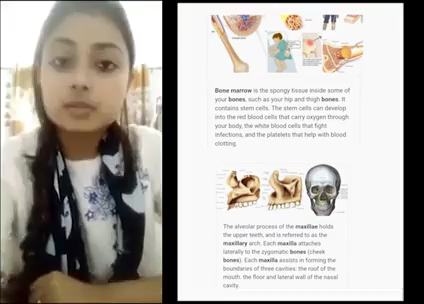 Bone marrow is the spongy tissue inside some of
your bones, such as your hip and thigh bones. It
contains stem cells. The stem cells can develop
into the red blood cells that carry oxygen through
your body, the white blood cells that fight
infections, and the platelets that help with blood
clotting.
The alveolar process of the maxillae holds
the upper teeth, and is referred to as the
maxillary arch. Each maxilla attaches
laterally to the zygomatic bones (cheek
bones). Each maxilla assists in forming the
boundaries of three cavities: the roof of the
mouth. the floor and lateral wall of the nasal
cavity.